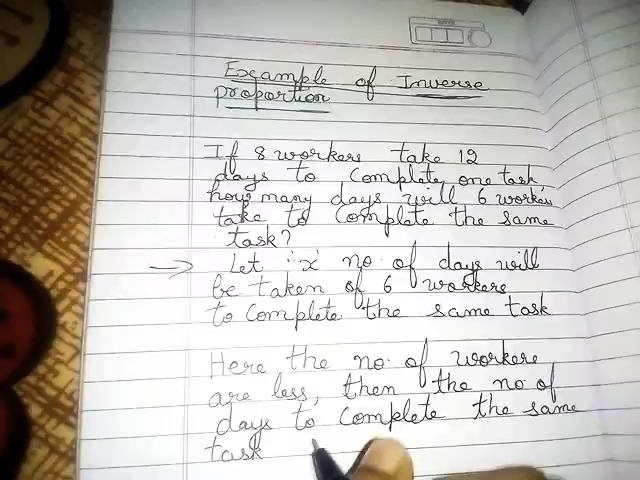 Example of Inverse
proportion
If 8 workers take 12
days to complete one task
how many days will 6 workers
take to complete the same
task?
→ Let 'x' no of days will
be taken of 6 workers
to complete the same task
Here the no. of workers
are less, then the no of
days to complete the same
task